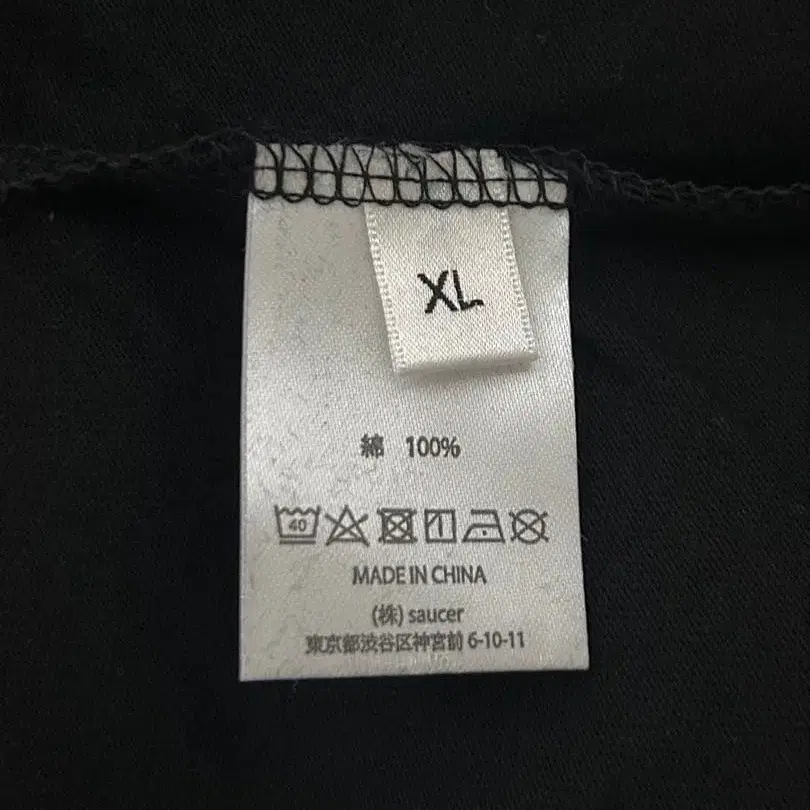 XL
綿 100%
40
MADE IN CHINA
(株) saucer
東京都渋谷区神宮前 6-10-11